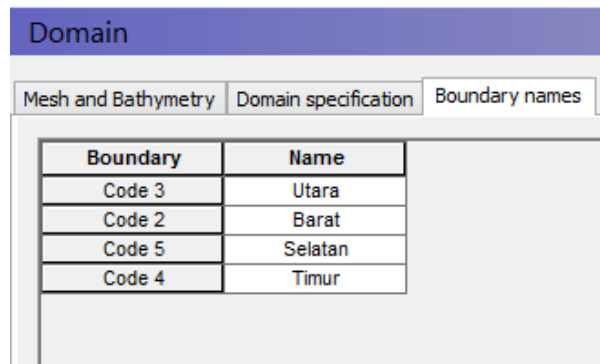 Domain
Mesh and Bathymetry Domain specification Boundary names
Boundary Name
Code 3 Utara
Code 2 Barat
Code 5 Selatan
Code 4 Timur